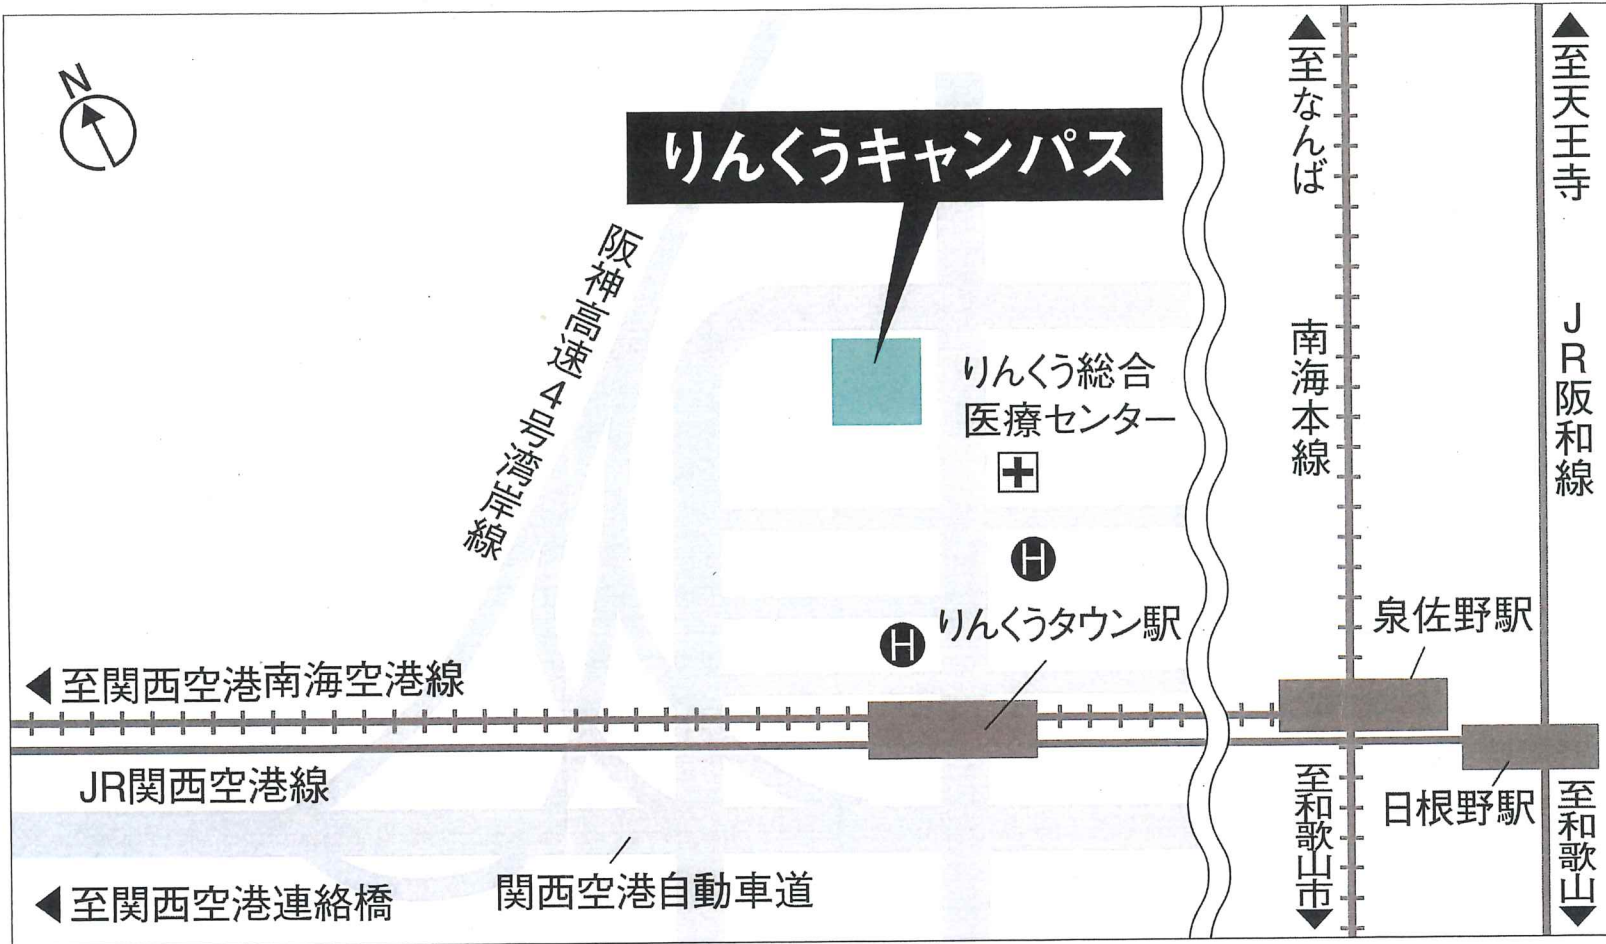 N
りんくうキャンパス
▲至なんば
▲至天王寺
阪神高速4号湾岸線
りんくう総合
医療センター
南海本線
JR阪和線
H
H
りんくうタウン駅
泉佐野駅
◀至関西空港
南海空港線
JR関西空港線
日根野駅
至和歌山市▼
至和歌山▼
関西空港自動車道
◀至関西空港連絡橋